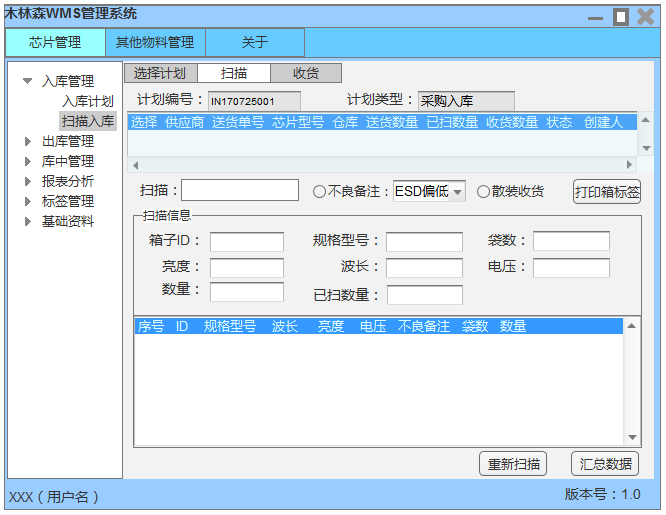 木林森WMS管理系统
芯片管理 其他物料管理 关于
入库管理
入库计划
扫描入库
出库管理
库中管理
报表分析
标签管理
基础资料
选择计划 扫描 收货
计划编号： IN170725001 计划类型： 采购入库
选择 供应商 送货单号 芯片型号 仓库 送货数量 已扫数量 收货数量 状态 创建人
扫描： 不良备注： ESD偏低 散装收货 打印箱标签
扫描信息
箱子ID： 规格型号： 袋数：
亮度： 波长： 电压：
数量： 已扫数量：
序号 ID 规格型号 波长 亮度 电压 不良备注 袋数 数量
重新扫描 汇总数据
XXX（用户名） 版本号：1.0